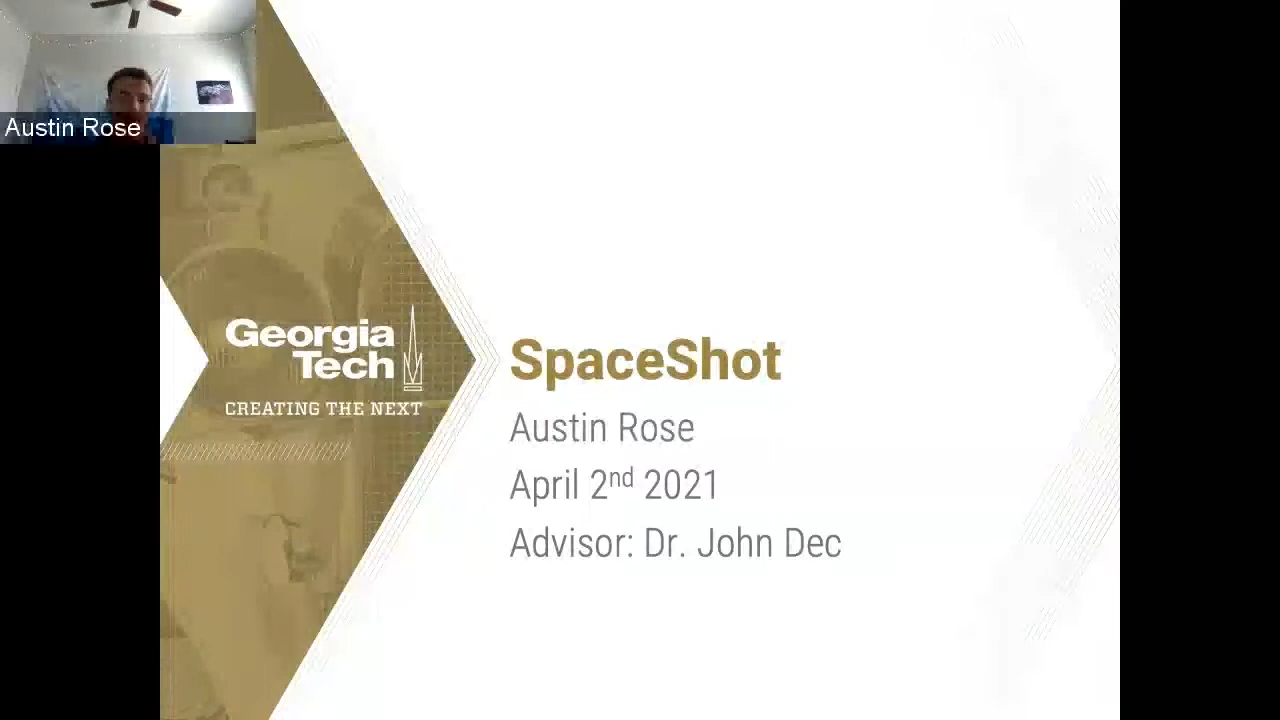 Austin Rose
Georgia
Tech
CREATING THE NEXT
SpaceShot
Austin Rose
April 2nd 2021
Advisor: Dr. John Dec